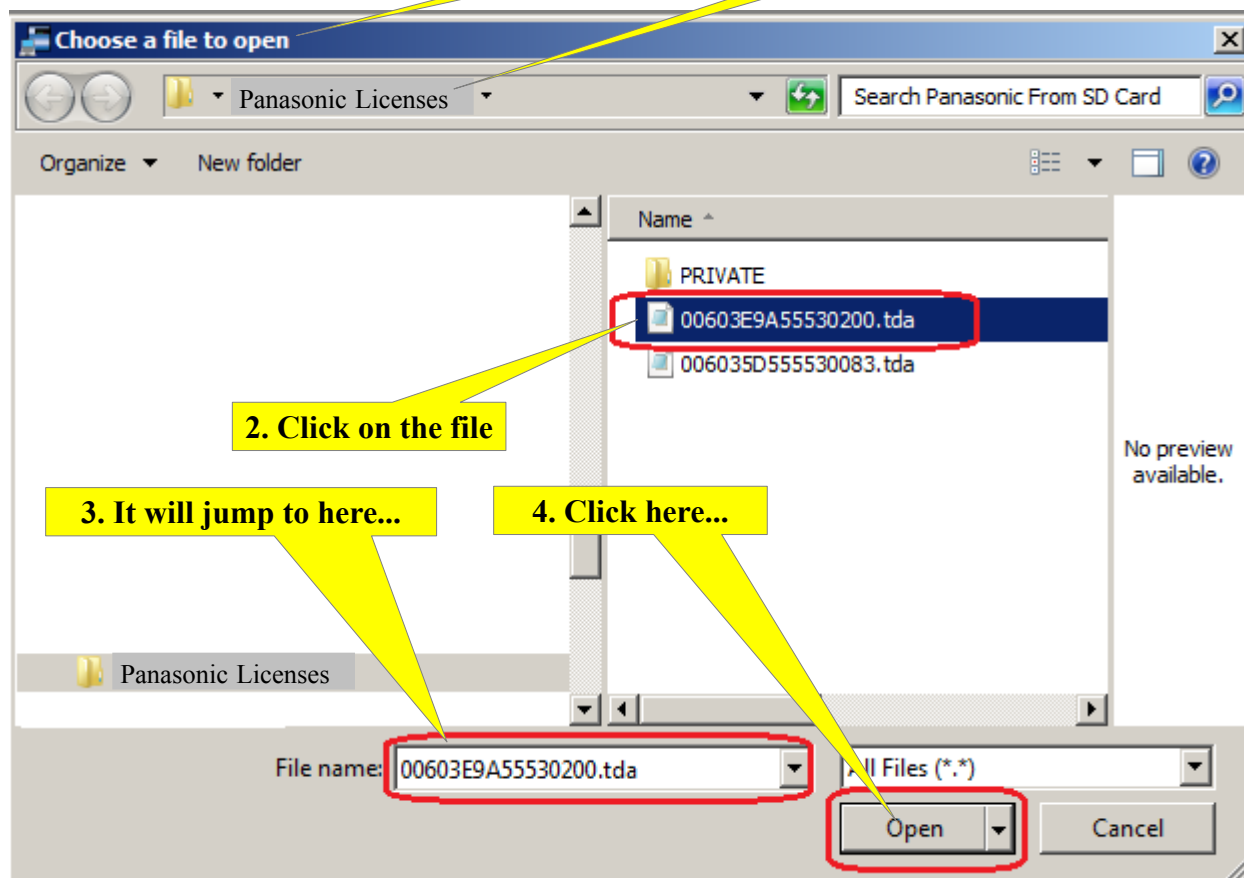 Choose a file to open
Panasonic Licenses
Search Panasonic From SD Card
Organize
New folder
Name
PRIVATE
00603E9A55530200.tda
006035D555530083.tda
2. Click on the file
No preview
available.
3. It will jump to here...
4. Click here...
Panasonic Licenses
File name:
00603E9A55530200.tda
All Files (*.*)
Open
Cancel